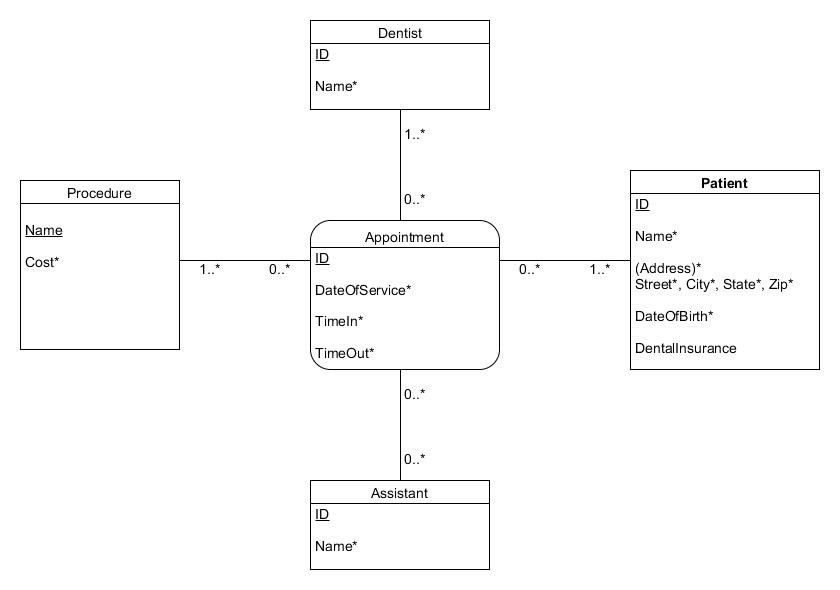 Dentist
ID
Name*
1..*
0..*
Procedure
Name
Cost*
1..*
0..*
Appointment
ID
DateOfService*
TimeIn*
TimeOut*
0..*
1..*
Patient
ID
Name*
(Address)*
Street*, City*, State*, Zip*
DateOfBirth*
DentalInsurance
0..*
0..*
Assistant
ID
Name*